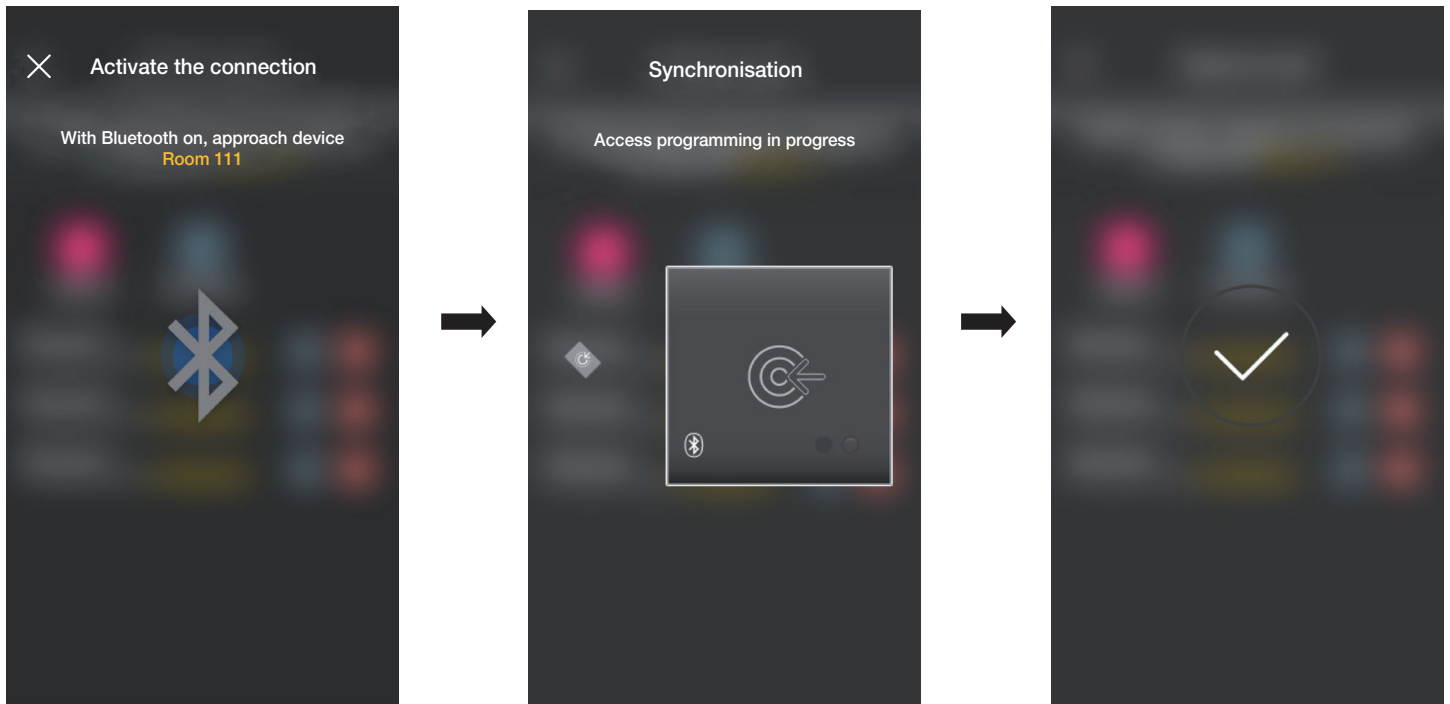 Activate the connection
With Bluetooth on, approach device
Room 111
Synchronisation
Access programming in progress